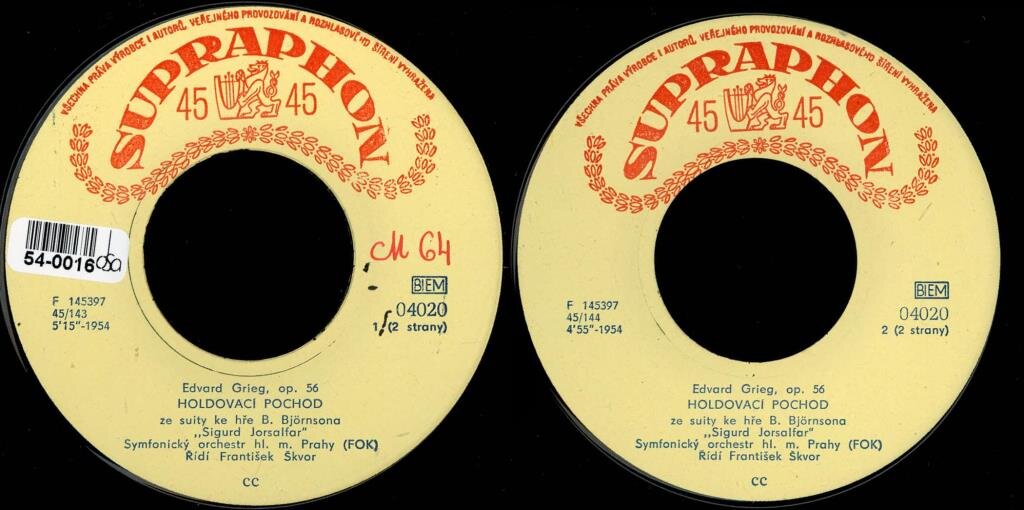 VŠECHNA PRÁVA VÝROBCE I AUTORŮ, VEŘEJNÉHO PROVOZOVÁNÍ A ROZHLASOVÉHO ŠÍŘENÍ VYHRAŽENA
SUPRAPHON
45 45
54-0016
M 64
BIEM
F 145397
45/143
5'15"-1954
04020
1 (2 strany)
Edvard Grieg, op. 56
HOLDOVACÍ POCHOD
ze suity ke hře B. Björnsona
,,Sigurd Jorsalfar"
Symfonický orchestr hl. m. Prahy (FOK)
Řídí František Škvor
CC
VŠECHNA PRÁVA VÝROBCE I AUTORŮ, VEŘEJNÉHO PROVOZOVÁNÍ A ROZHLASOVÉHO ŠÍŘENÍ VYHRAŽENA
SUPRAPHON
45 45
BIEM
F 145397
45/144
4'55"-1954
04020
2 (2 strany)
Edvard Grieg, op. 56
HOLDOVACÍ POCHOD
ze suity ke hře B. Björnsona
,,Sigurd Jorsalfar"
Symfonický orchestr hl. m. Prahy (FOK)
Řídí František Škvor
CC